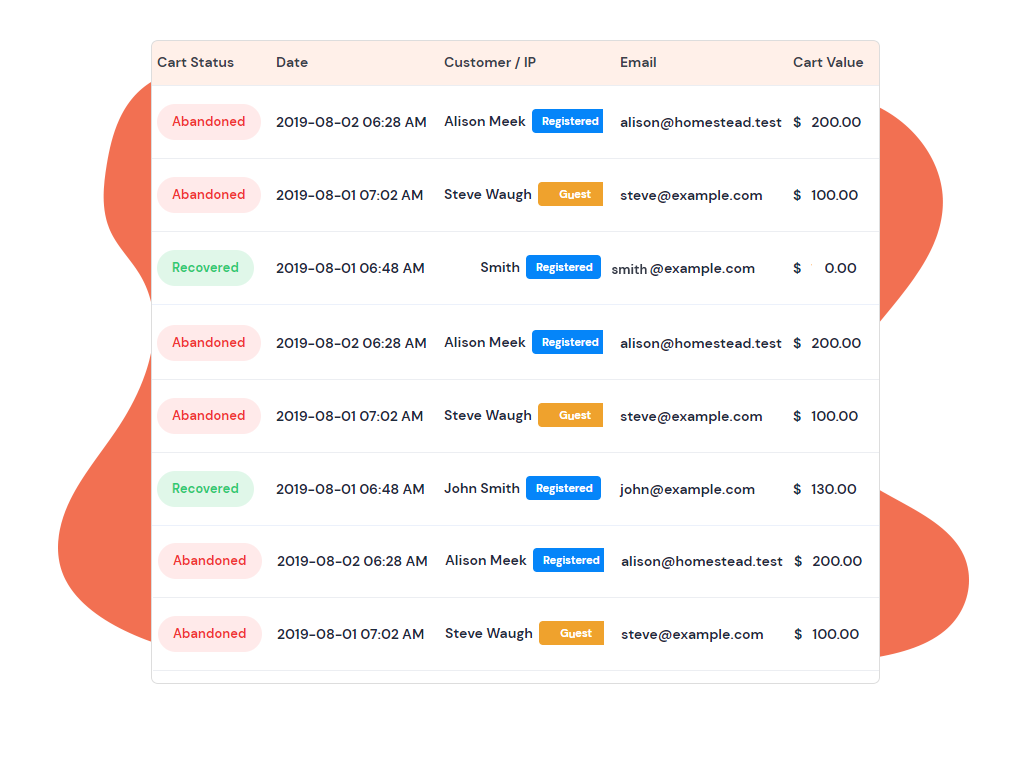 Cart Status Date Customer / IP Email Cart Value
Abandoned 2019-08-02 06:28 AM Alison Meek Registered alison@homestead.test $ 200.00
Abandoned 2019-08-01 07:02 AM Steve Waugh Guest steve@example.com $ 100.00
Recovered 2019-08-01 06:48 AM Smith Registered smith @example.com $ 0.00
Abandoned 2019-08-02 06:28 AM Alison Meek Registered alison@homestead.test $ 200.00
Abandoned 2019-08-01 07:02 AM Steve Waugh Guest steve@example.com $ 100.00
Recovered 2019-08-01 06:48 AM John Smith Registered john@example.com $ 130.00
Abandoned 2019-08-02 06:28 AM Alison Meek Registered alison@homestead.test $ 200.00
Abandoned 2019-08-01 07:02 AM Steve Waugh Guest steve@example.com $ 100.00